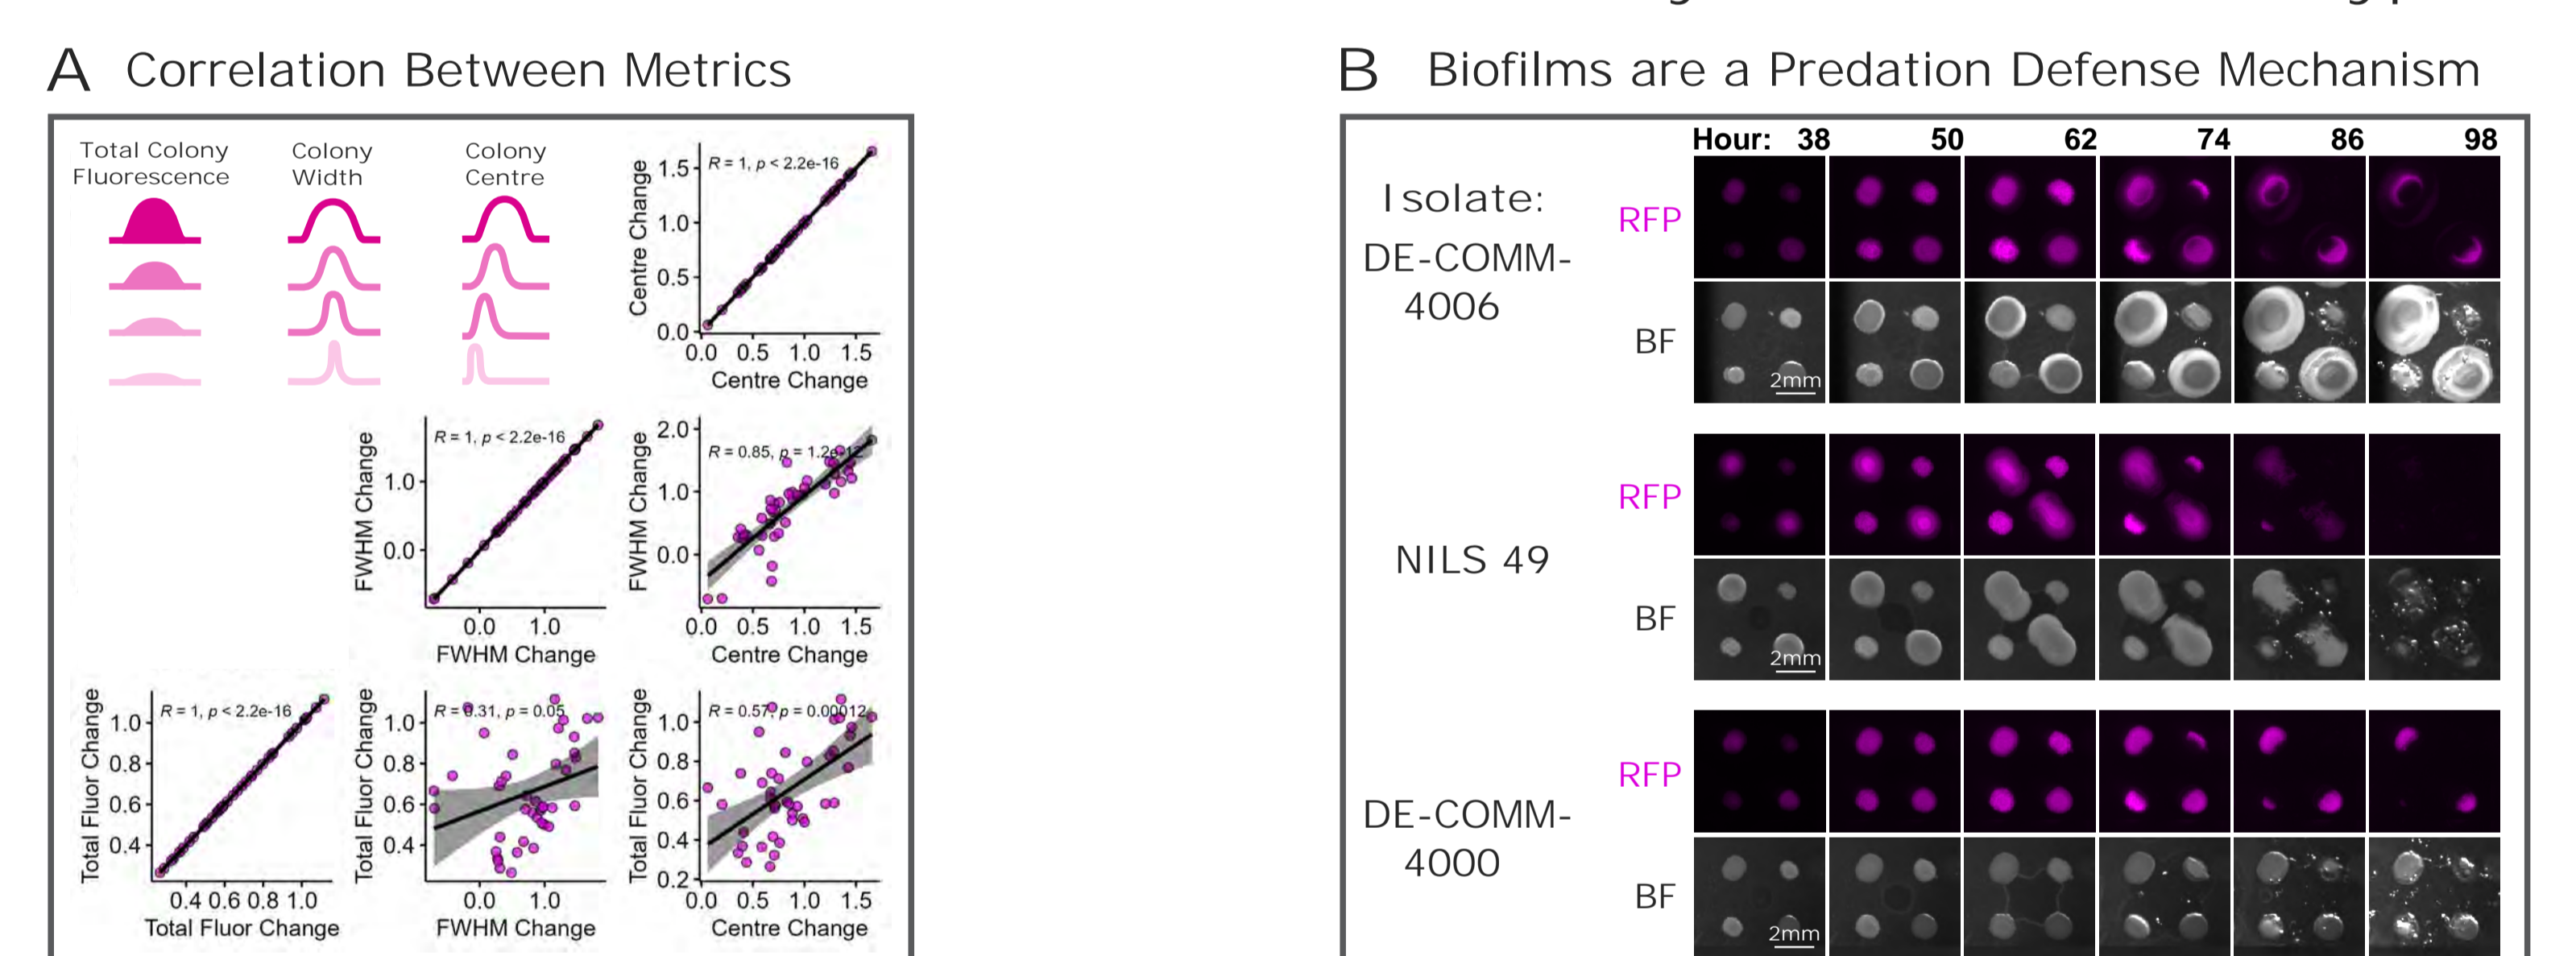 A Correlation Between Metrics
Total Colony
Fluorescence
Colony
Width
Colony
Centre
Centre Change
1.5
1.0
0.5
0.0
R = 1, p < 2.2e-16
0.0 0.5 1.0 1.5
Centre Change
FWHM Change
1.0
0.0
R = 1, p < 2.2e-16
0.0 1.0
FWHM Change
FWHM Change
2.0
1.0
0.0
R = 0.85, p = 1.2e-12
0.0 0.5 1.0 1.5
Centre Change
Total Fluor Change
1.0
0.8
0.6
0.4
R = 1, p < 2.2e-16
0.4 0.6 0.8 1.0
Total Fluor Change
Total Fluor Change
1.0
0.8
0.6
0.4
R = 0.31, p = 0.05
0.0 1.0
FWHM Change
Total Fluor Change
1.0
0.8
0.6
0.4
0.2
R = 0.57, p = 0.00012
0.0 0.5 1.0 1.5
Centre Change
B Biofilms are a Predation Defense Mechanism
Hour: 38 50 62 74 86 98
Isolate:
DE-COMM-
4006
RFP
BF
2mm
NILS 49
RFP
BF
2mm
DE-COMM-
4000
RFP
BF
2mm